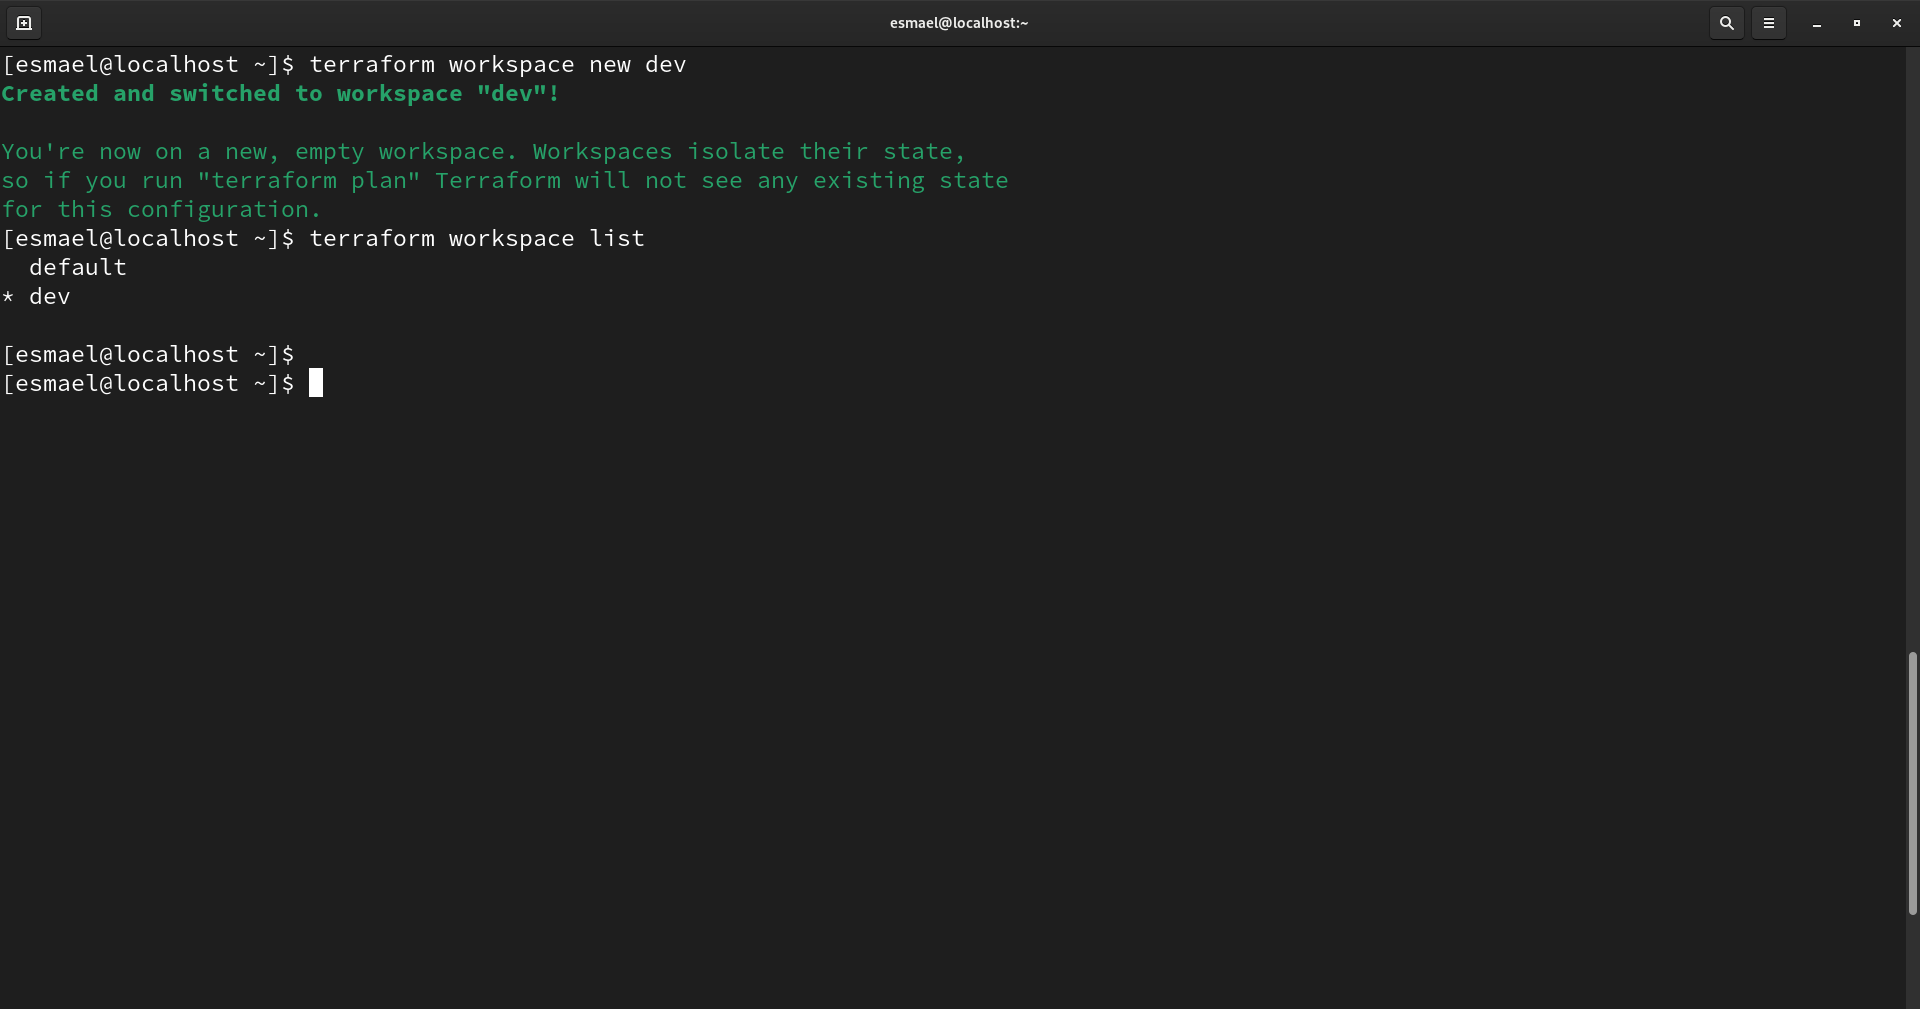 esmael@localhost:~
[esmael@localhost ~]$ terraform workspace new dev
Created and switched to workspace "dev"!
You're now on a new, empty workspace. Workspaces isolate their state,
so if you run "terraform plan" Terraform will not see any existing state
for this configuration.
[esmael@localhost ~]$ terraform workspace list
  default
* dev
[esmael@localhost ~]$
[esmael@localhost ~]$